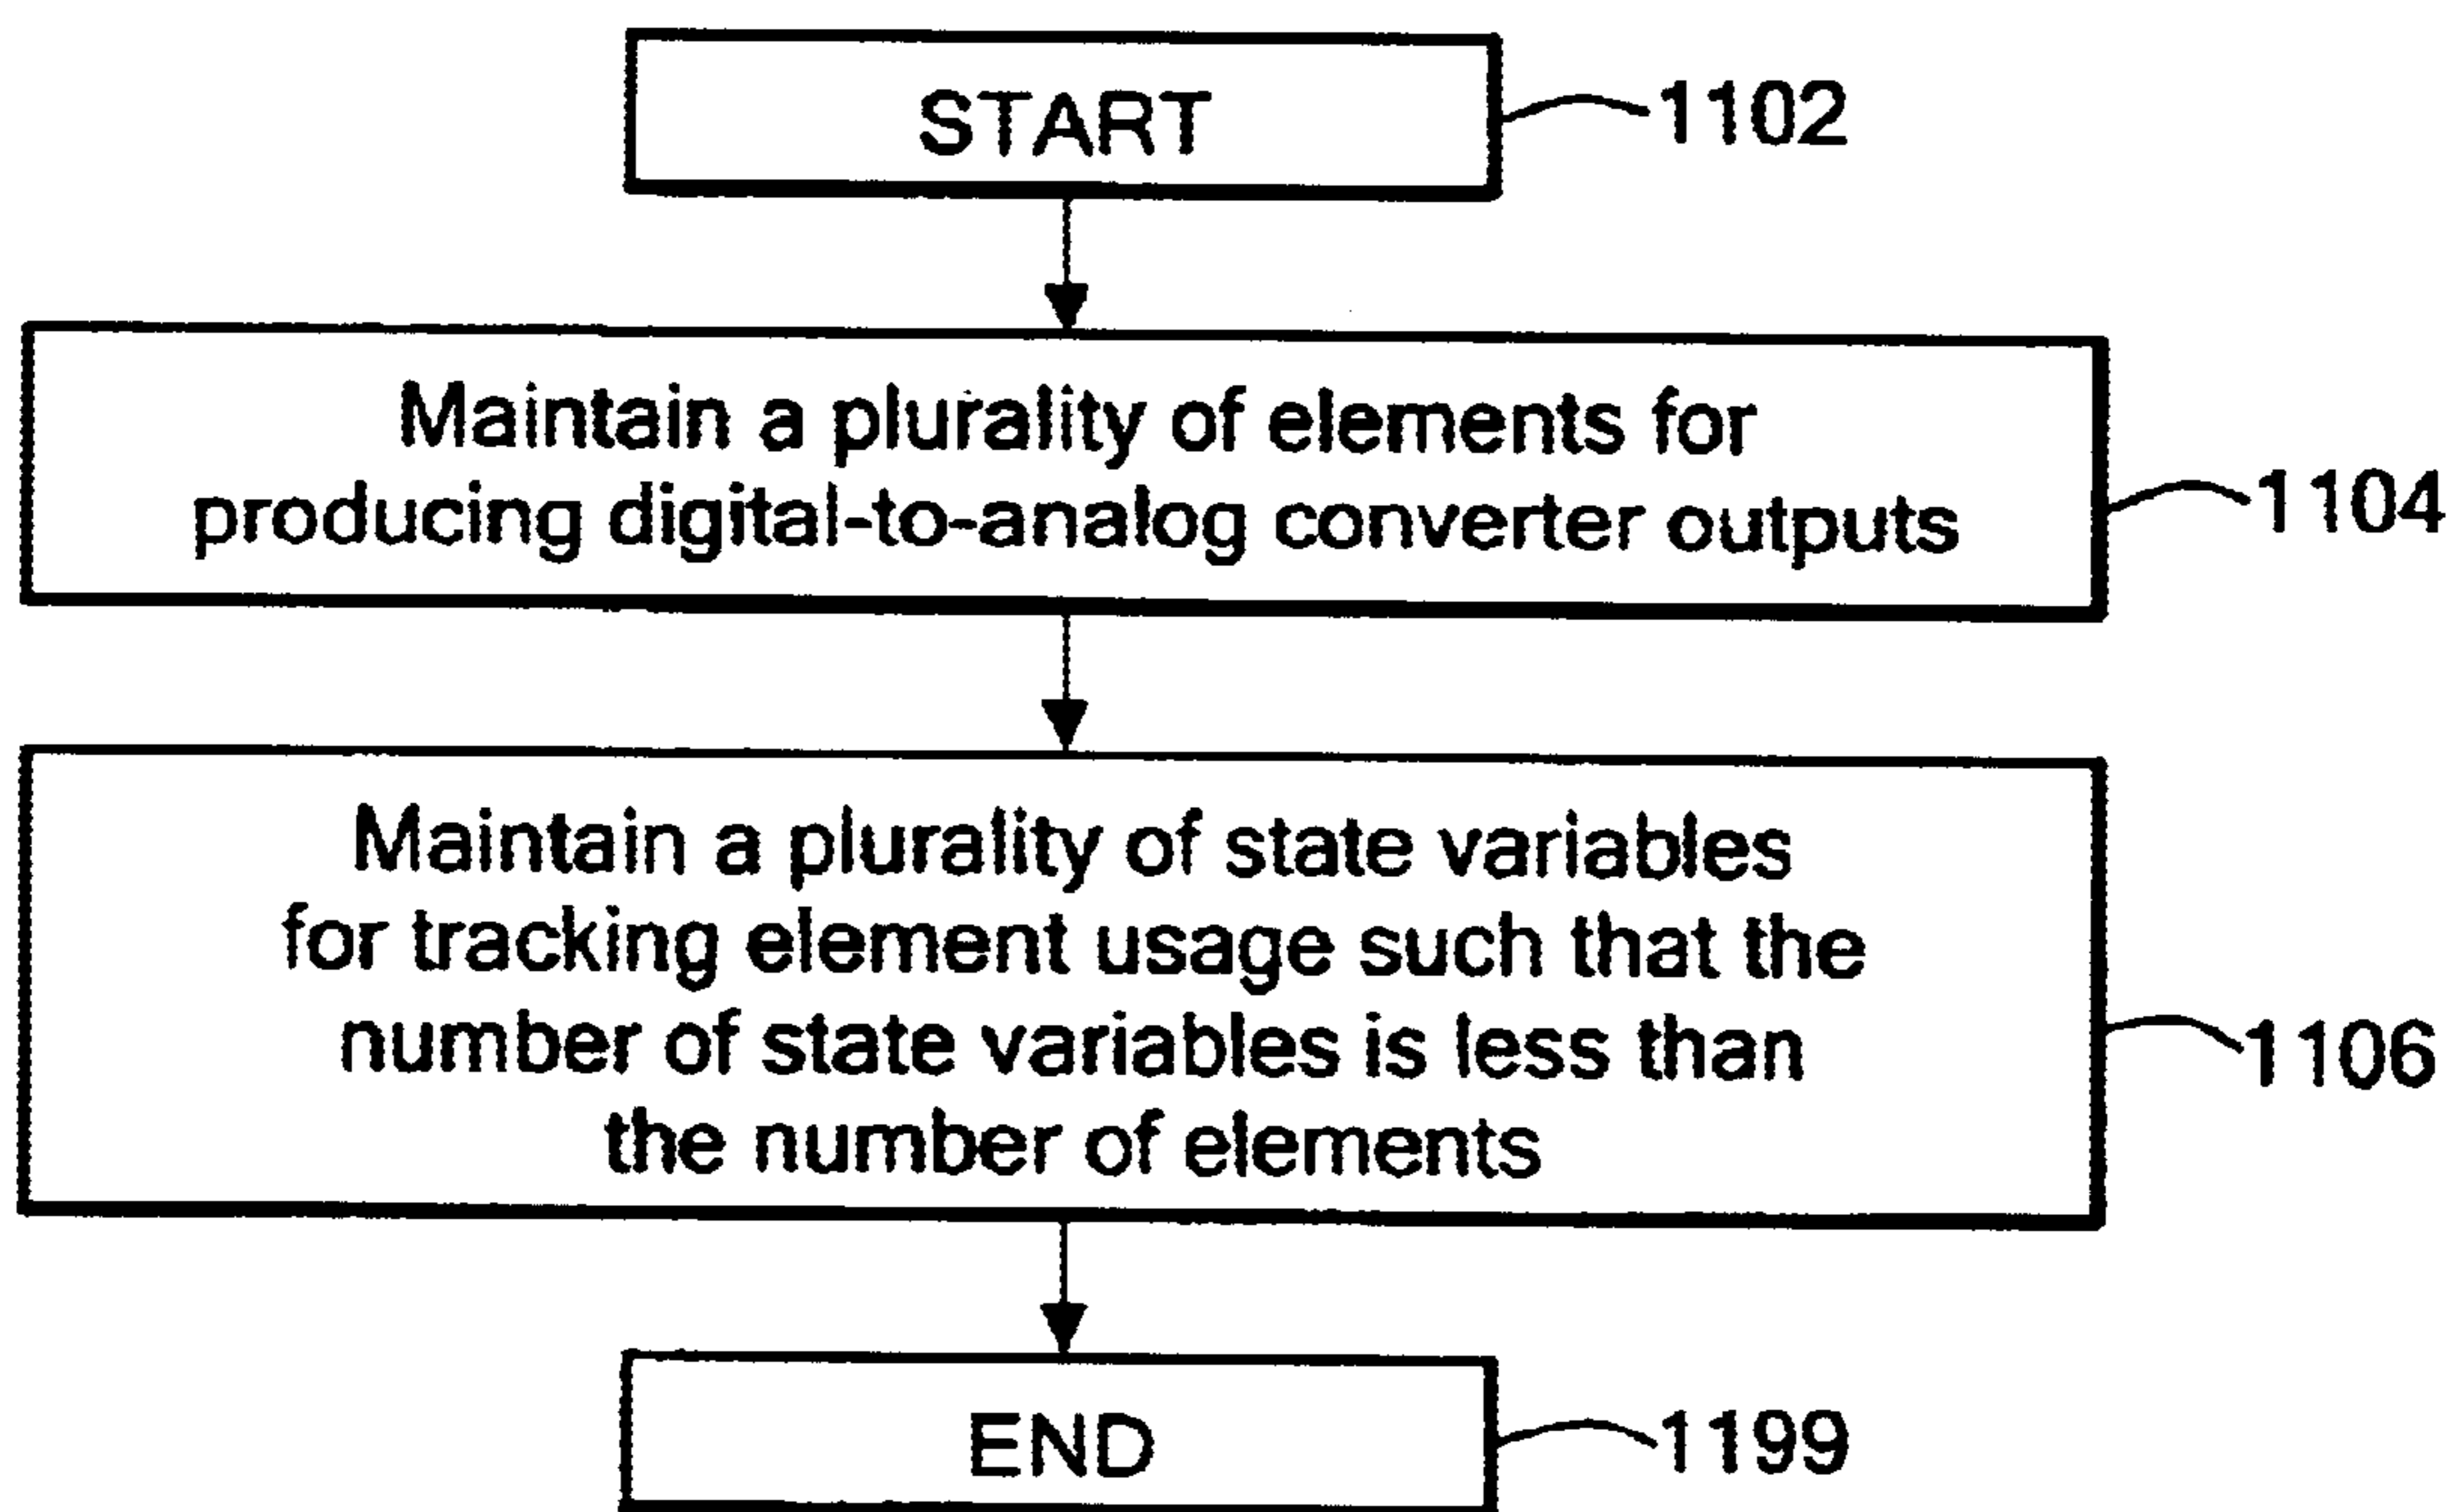 START
1102
Maintain a plurality of elements for
producing digital-to-analog converter outputs
1104
Maintain a plurality of state variables
for tracking element usage such that the
number of state variables is less than
the number of elements
1106
END
1199